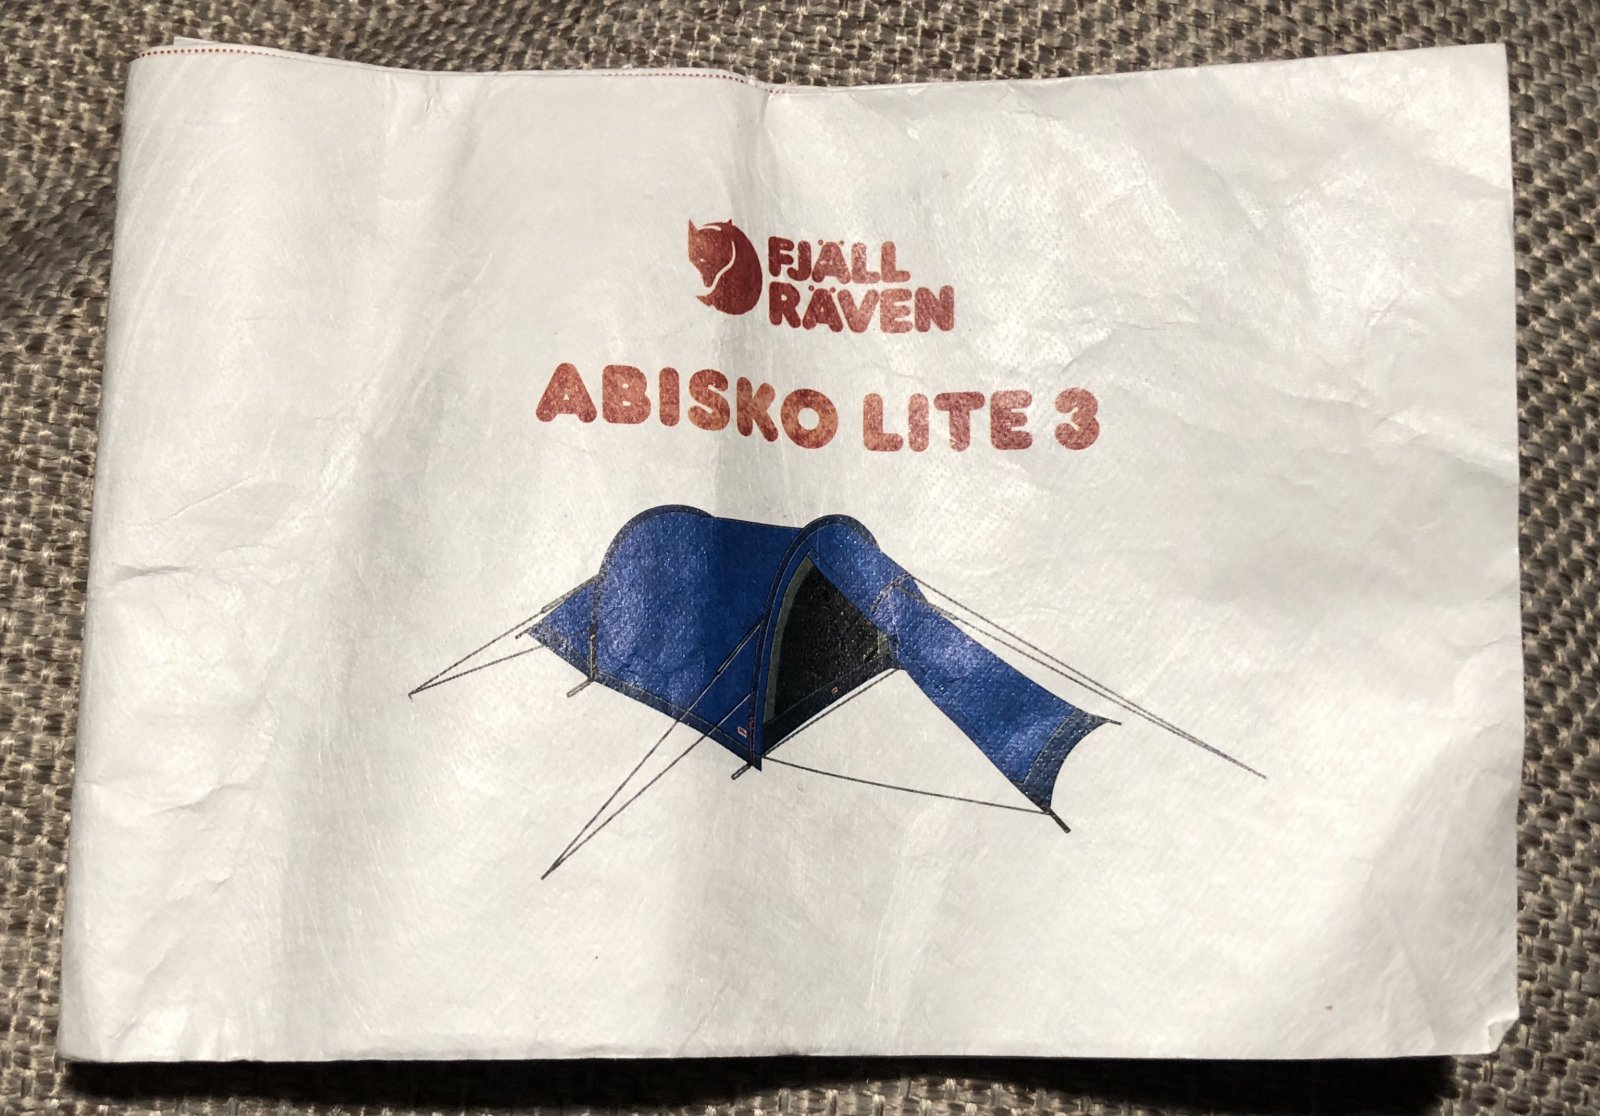 FJÄLL
RÄVEN
ABISKO LITE 3